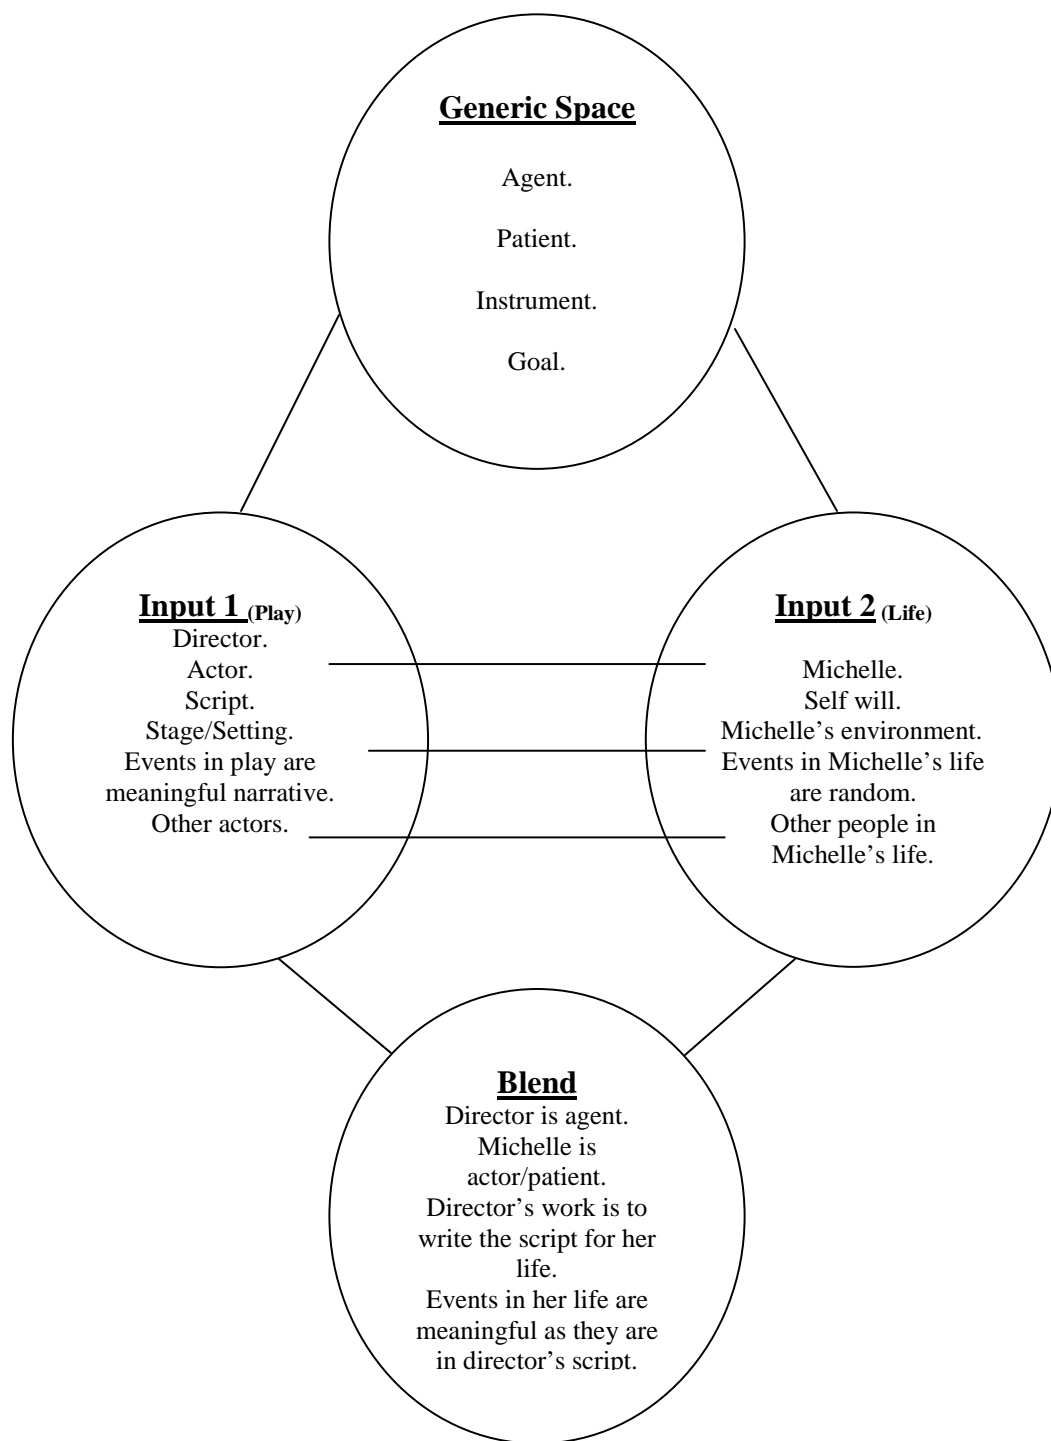 Generic Space
Agent.
Patient.
Instrument.
Goal.
Input 1 (Play)
Director.
Actor.
Script.
Stage/Setting.
Events in play are
meaningful narrative.
Other actors.
Input 2 (Life)
Michelle.
Self will.
Michelle’s environment.
Events in Michelle’s life
are random.
Other people in
Michelle’s life.
Blend
Director is agent.
Michelle is
actor/patient.
Director’s work is to
write the script for her
life.
Events in her life are
meaningful as they are
in director’s script.